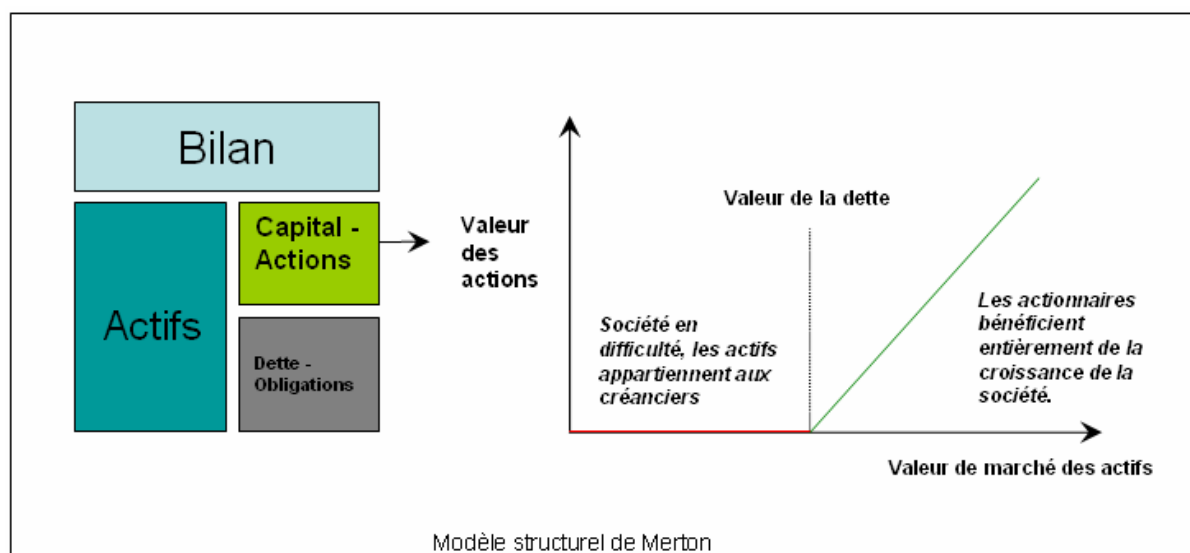 Bilan
Actifs
Capital -
Actions
Dette -
Obligations
Valeur
des
actions
Valeur de la dette
Société en
difficulté, les actifs
appartiennent aux
créanciers
Les actionnaires
bénéficient
entièrement de la
croissance de la
société.
Valeur de marché des actifs
Modèle structurel de Merton